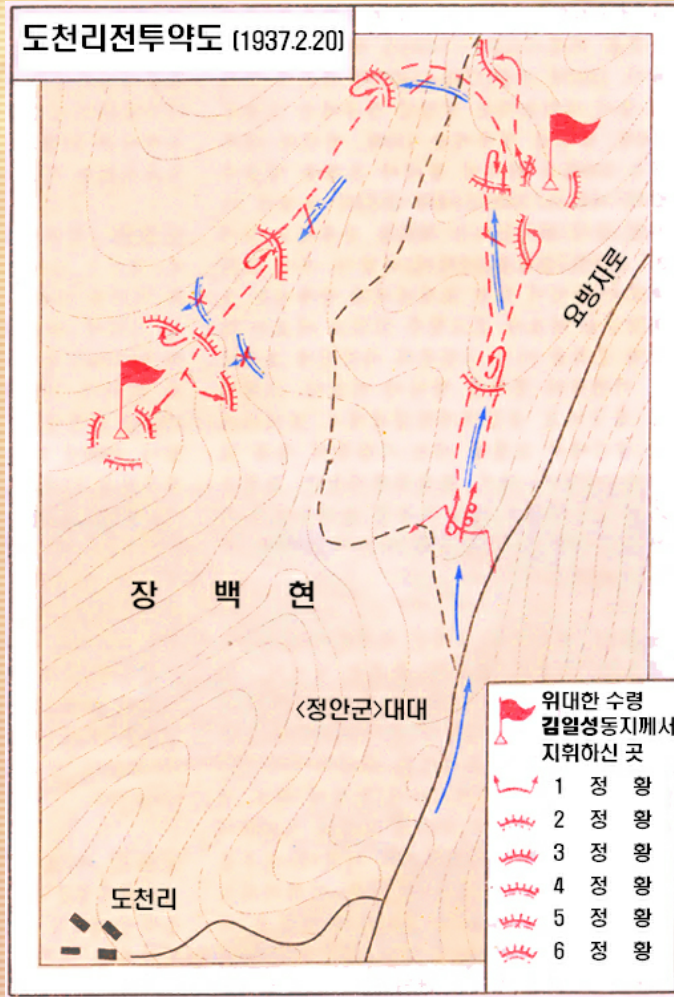 도천리전투약도 (1937.2.20)
요방자로
장 백 현
<정안군>대대
도천리
위대한 수령
김일성동지께서
지휘하신 곳
1 정 황
2 정 황
3 정 황
4 정 황
5 정 황
6 정 황